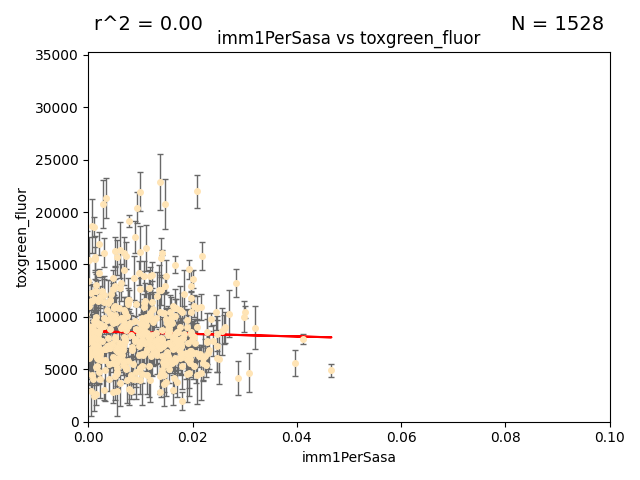 r^2 = 0.00
N = 1528
imm1PerSasa vs toxgreen_fluor
35000
30000
25000
20000
15000
10000
5000
0
toxgreen_fluor
0.00
0.02
0.04
0.06
0.08
0.10
imm1PerSasa